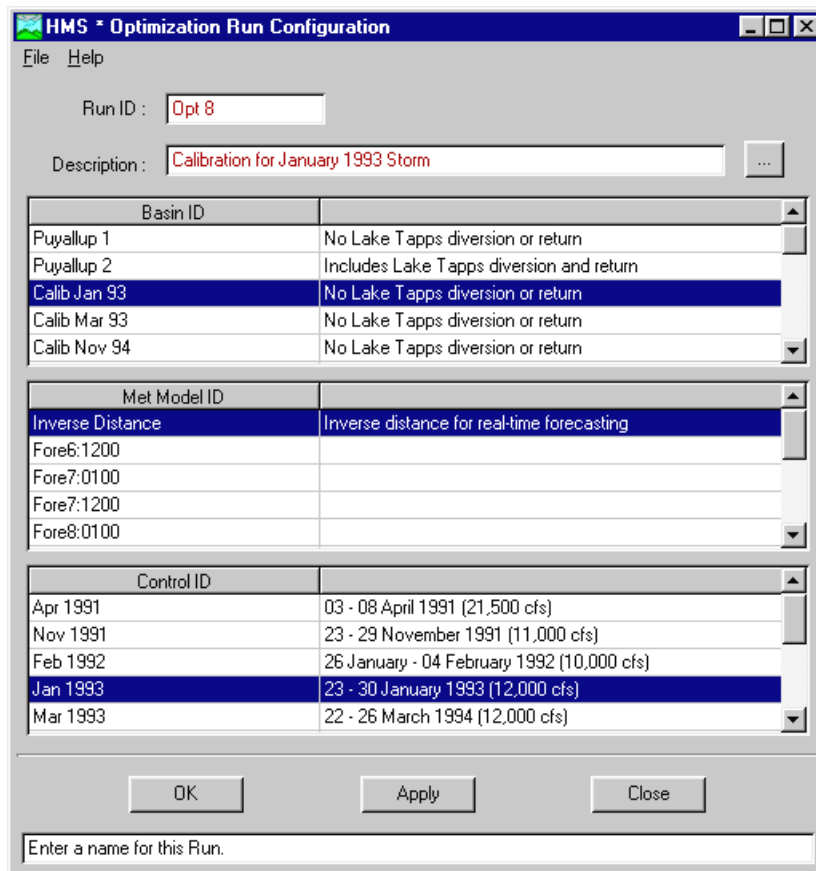 HMS * Optimization Run Configuration
File Help
Run ID : Opt 8
Description : Calibration for January 1993 Storm ...
Basin ID
Puyallup 1 No Lake Tapps diversion or return
Puyallup 2 Includes Lake Tapps diversion and return
Calib Jan 93 No Lake Tapps diversion or return
Calib Mar 93 No Lake Tapps diversion or return
Calib Nov 94 No Lake Tapps diversion or return
Met Model ID
Inverse Distance Inverse distance for real-time forecasting
Fore6:1200
Fore7:0100
Fore7:1200
Fore8:0100
Control ID
Apr 1991 03 - 08 April 1991 (21,500 cfs)
Nov 1991 23 - 29 November 1991 (11,000 cfs)
Feb 1992 26 January - 04 February 1992 (10,000 cfs)
Jan 1993 23 - 30 January 1993 (12,000 cfs)
Mar 1993 22 - 26 March 1994 (12,000 cfs)
OK Apply Close
Enter a name for this Run.